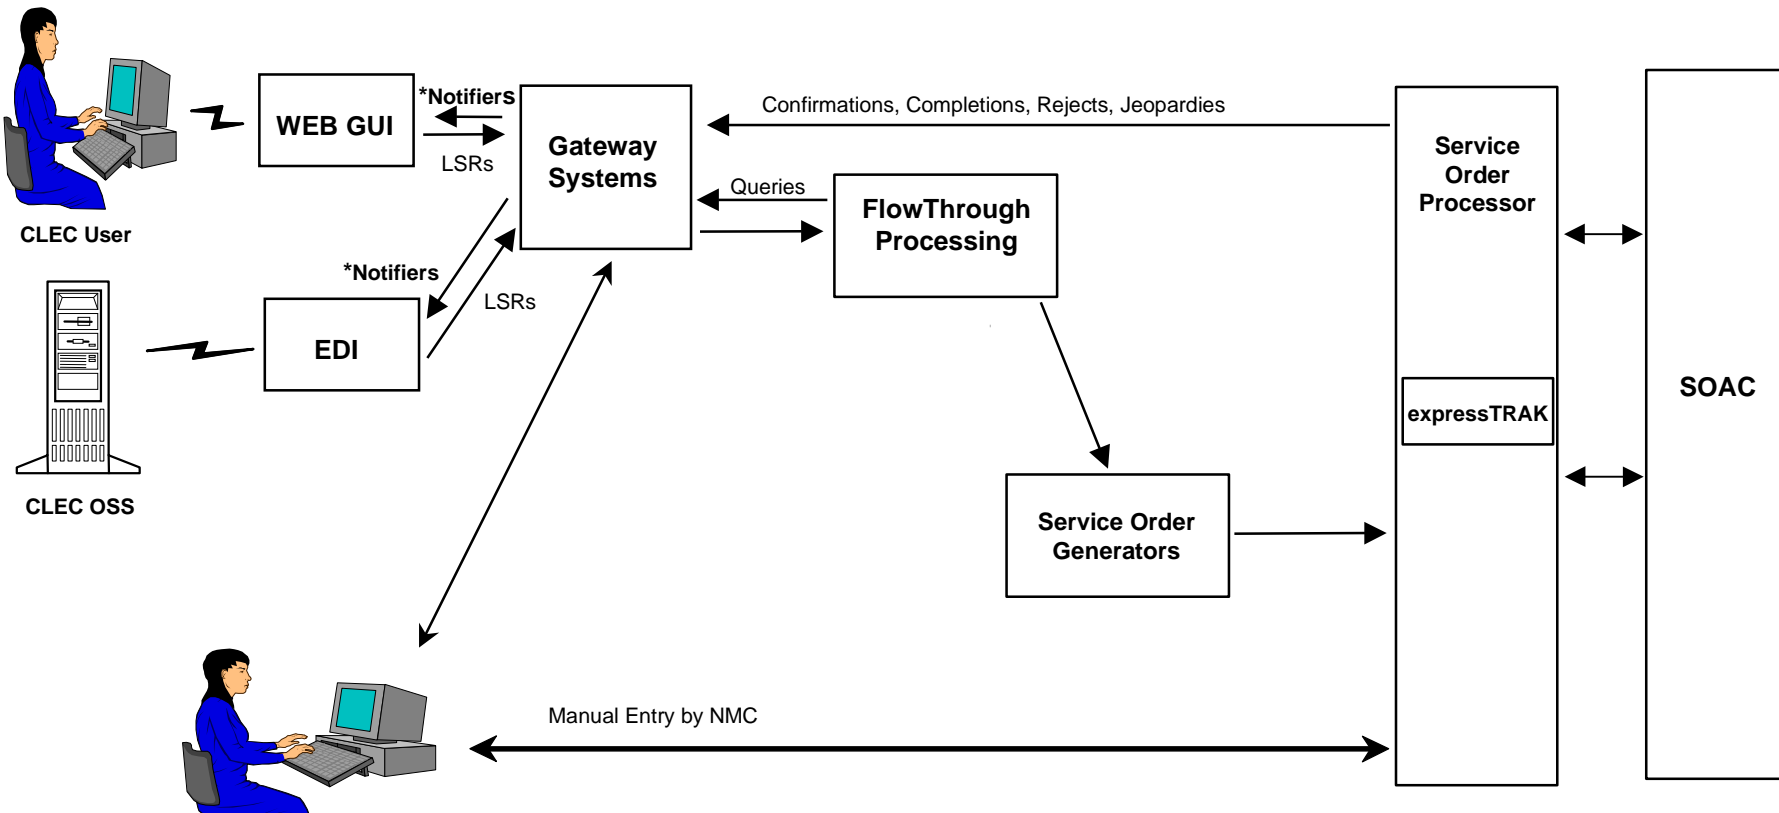 *Notifiers
WEB GUI
LSRs
CLEC User
Gateway
Systems
Confirmations, Completions, Rejects, Jeopardies
Queries
FlowThrough
Processing
Service
Order
Processor
*Notifiers
LSRs
EDI
CLEC OSS
expressTRAK
SOAC
Service Order
Generators
Manual Entry by NMC